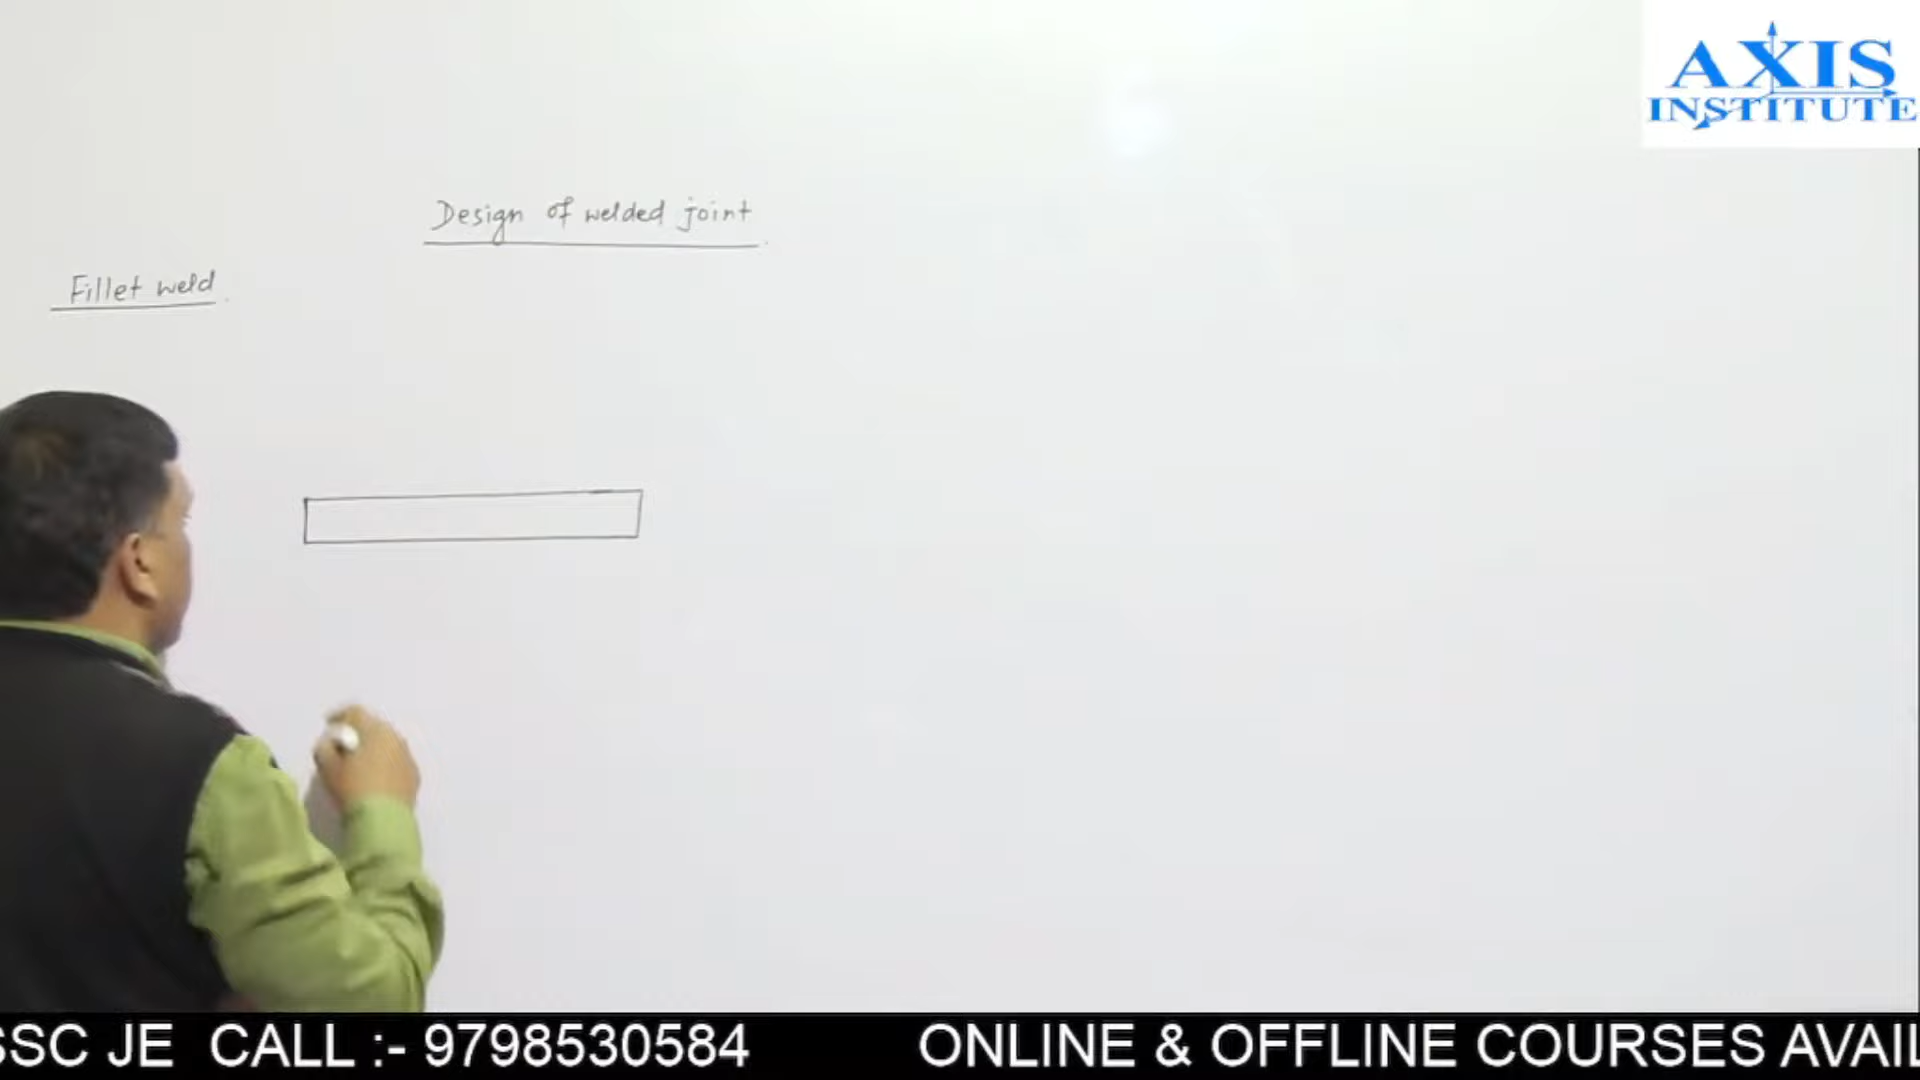 AXIS
INSTITUTE
Design of welded joint
Fillet weld
SSC JE CALL :- 9798530584 ONLINE & OFFLINE COURSES AVAIL